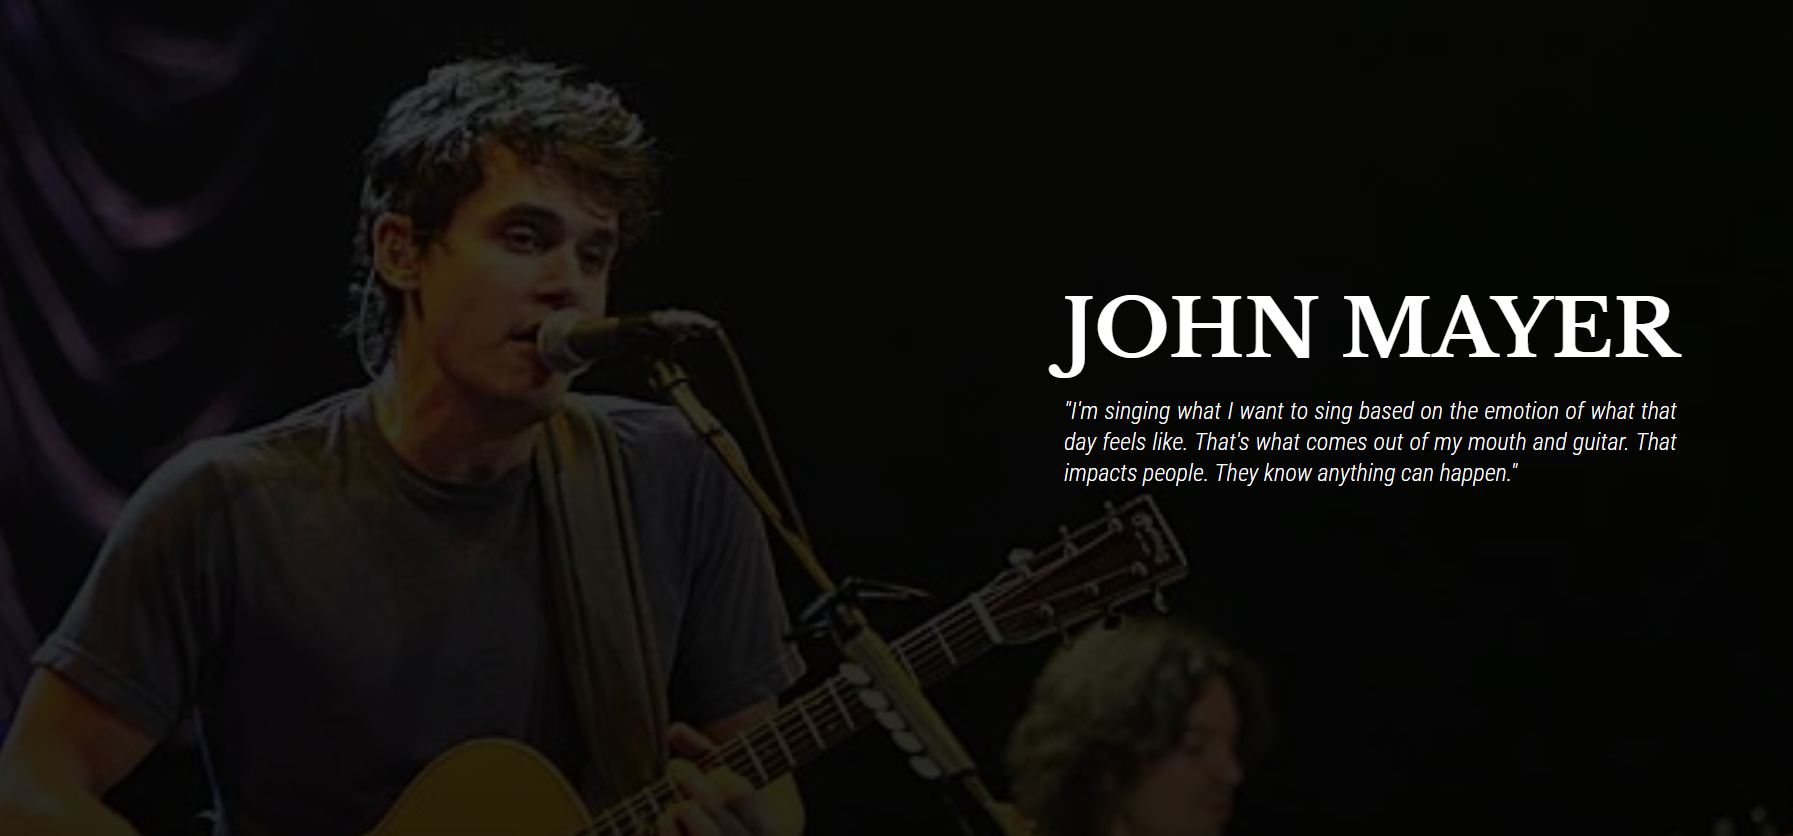 JOHN MAYER
"I'm singing what I want to sing based on the emotion of what that
day feels like. That's what comes out of my mouth and guitar. That
impacts people. They know anything can happen."